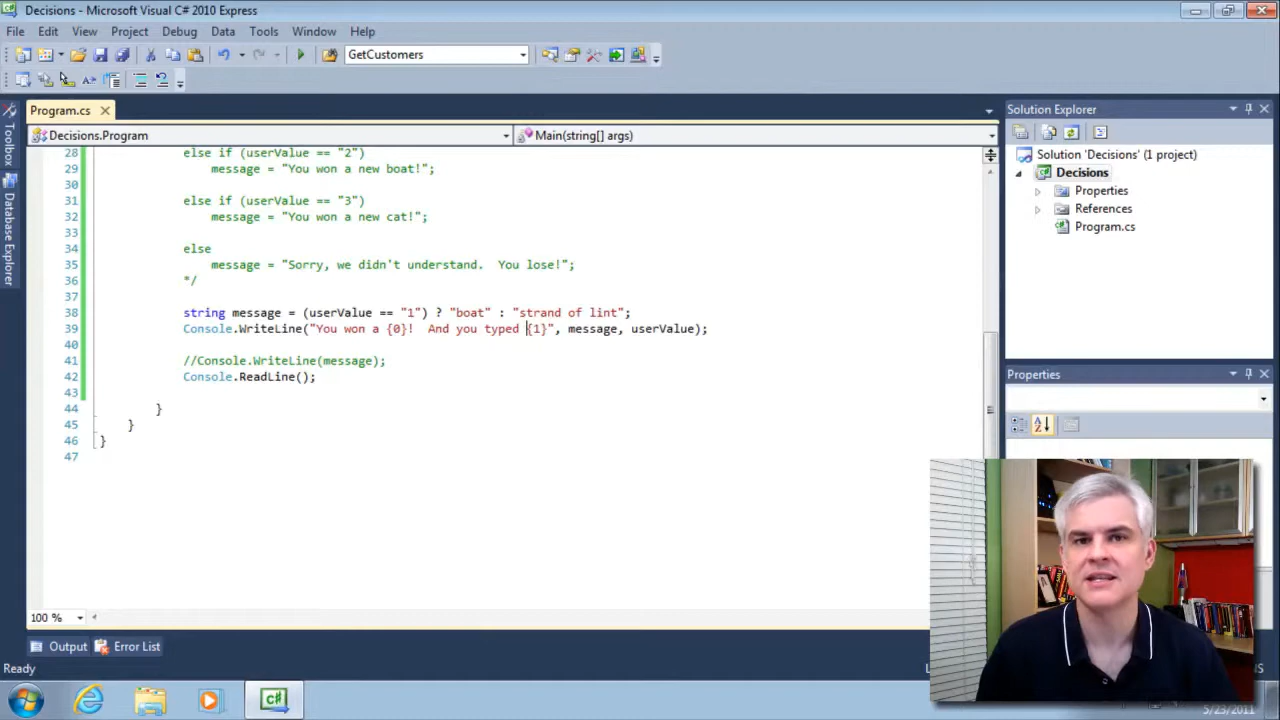 Decisions - Microsoft Visual C# 2010 Express
File Edit View Project Debug Data Tools Window Help
GetCustomers
Program.cs
Solution Explorer
Decisions.Program
Main(string[] args)
Toolbox
Database Explorer
28 else if (userValue == "2")
29 message = "You won a new boat!";
30
31 else if (userValue == "3")
32 message = "You won a new cat!";
33
34 else
35 message = "Sorry, we didn't understand.  You lose!";
36 */
37
38 string message = (userValue == "1") ? "boat" : "strand of lint";
39 Console.WriteLine("You won a {0}!  And you typed {1}", message, userValue);
40
41 //Console.WriteLine(message);
42 Console.ReadLine();
43
44 }
45 }
46 }
47
Solution 'Decisions' (1 project)
Decisions
Properties
References
Program.cs
Properties
100 %
Output Error List
Ready
5/23/2011